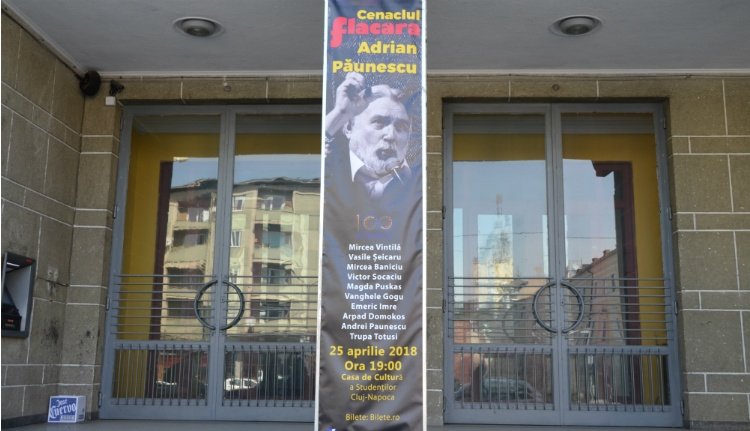 Cenaclul
flacăra
Adrian
Păunescu
100
Mircea Vintilă
Vasile Șeicaru
Mircea Baniciu
Victor Socaciu
Magda Puskas
Vanghele Gogu
Emeric Imre
Arpad Domokos
Andrei Paunescu
Trupa Totusi
25 aprilie 2018
Ora 19:00
Casa de Cultură
a Studenților
Cluj-Napoca
Bilete: Bilete.ro
Jose
Cuervo